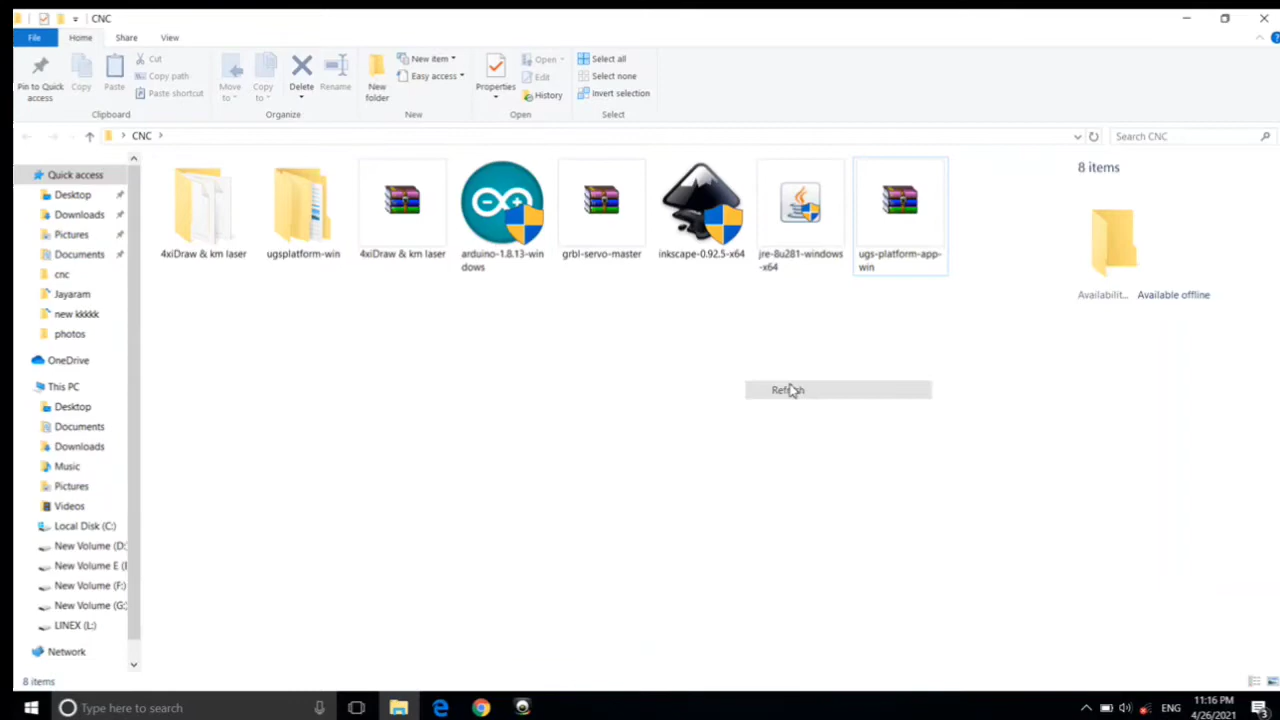 CNC
File
Home
Share
View
Pin to Quick
access
Copy
Paste
Cut
Copy path
Paste shortcut
Clipboard
Move
to
Copy
to
Delete
Rename
Organize
New
folder
New item
Easy access
New
Properties
Open
Edit
History
Open
Select all
Select none
Invert selection
Select
CNC
Search CNC
Quick access
Desktop
Downloads
Pictures
Documents
cnc
Jayaram
new kkkkk
photos
OneDrive
This PC
Desktop
Documents
Downloads
Music
Pictures
Videos
Local Disk (C:)
New Volume (D:
New Volume E (
New Volume (F:)
New Volume (G:
LINEX (L:)
Network
4xiDraw & km laser
ugsplatform-win
4xiDraw & km laser
arduino-1.8.13-win
dows
grbl-servo-master
inkscape-0.92.5-x64
jre-8u281-windows
-x64
ugs-platform-app-
win
Refresh
8 items
Availabilit... Available offline
8 items
Type here to search
ENG
11:16 PM
4/26/2021
3